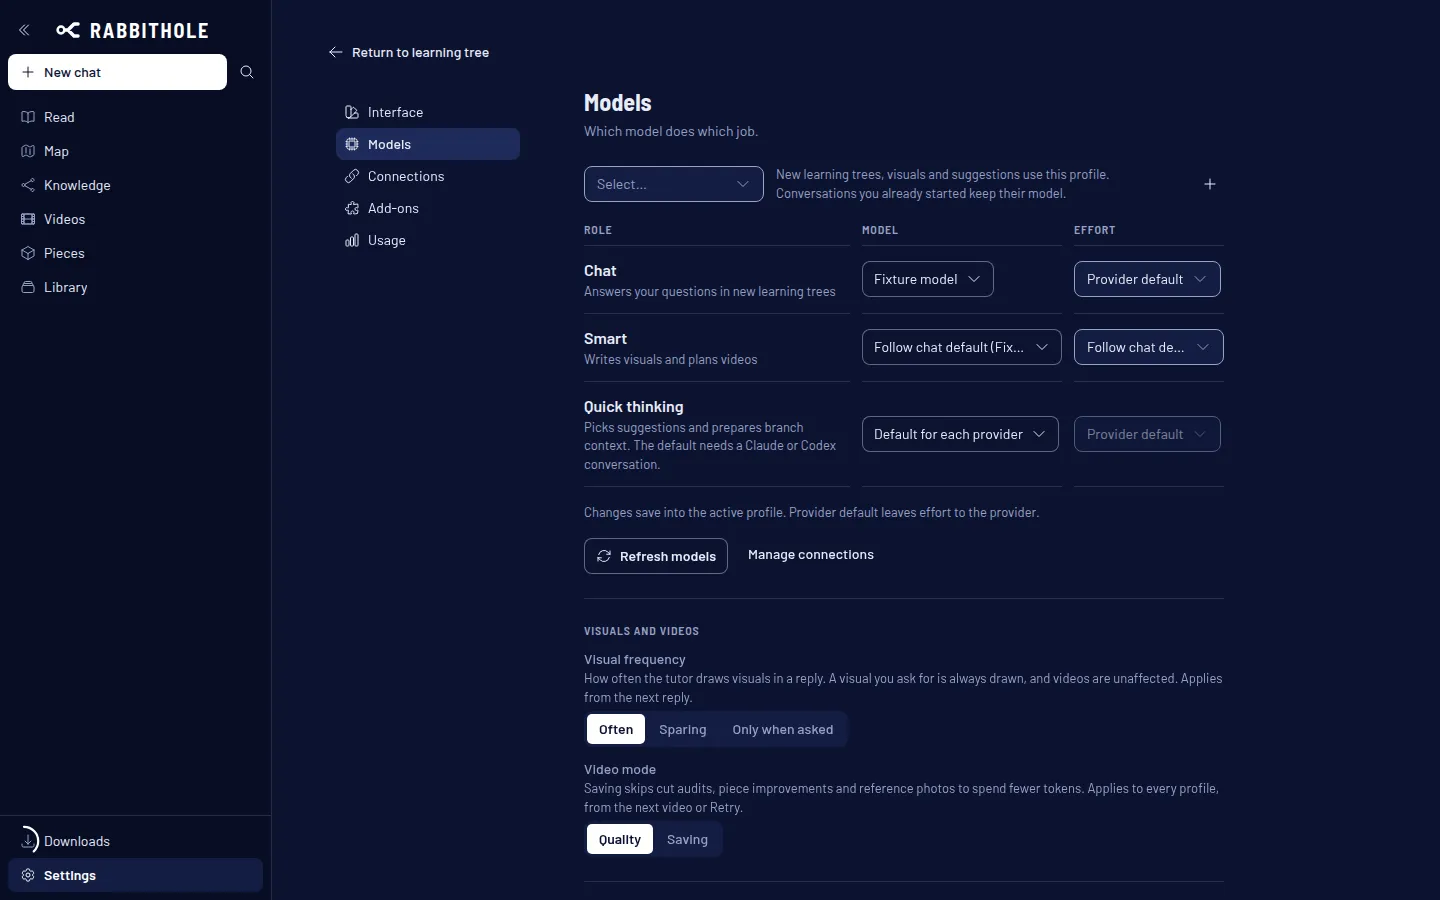 RABBITHOLE
New chat
Read
Map
Knowledge
Videos
Pieces
Library
Downloads
Settings
Return to learning tree
Interface
Models
Connections
Add-ons
Usage
Models
Which model does which job.
Select...
New learning trees, visuals and suggestions use this profile.
Conversations you already started keep their model.
ROLE MODEL EFFORT
Chat
Answers your questions in new learning trees
Fixture model
Provider default
Smart
Writes visuals and plans videos
Follow chat default (Fix...
Follow chat de...
Quick thinking
Picks suggestions and prepares branch
context. The default needs a Claude or Codex
conversation.
Default for each provider
Provider default
Changes save into the active profile. Provider default leaves effort to the provider.
Refresh models
Manage connections
VISUALS AND VIDEOS
Visual frequency
How often the tutor draws visuals in a reply. A visual you ask for is always drawn, and videos are unaffected. Applies
from the next reply.
Often Sparing Only when asked
Video mode
Saving skips cut audits, piece improvements and reference photos to spend fewer tokens. Applies to every profile,
from the next video or Retry.
Quality Saving